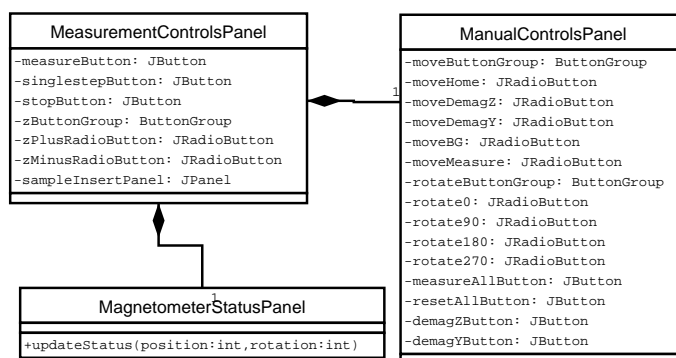 MeasurementControlsPanel
-measureButton: JButton
-singlestepButton: JButton
-stopButton: JButton
-zButtonGroup: ButtonGroup
-zPlusRadioButton: JRadioButton
-zMinusRadioButton: JRadioButton
-sampleInsertPanel: JPanel
1
ManualControlsPanel
-moveButtonGroup: ButtonGroup
-moveHome: JRadioButton
-moveDemagZ: JRadioButton
-moveDemagY: JRadioButton
-moveBG: JRadioButton
-moveMeasure: JRadioButton
-rotateButtonGroup: ButtonGroup
-rotate0: JRadioButton
-rotate90: JRadioButton
-rotate180: JRadioButton
-rotate270: JRadioButton
-measureAllButton: JButton
-resetAllButton: JButton
-demagZButton: JButton
-demagYButton: JButton
1
MagnetometerStatusPanel
+updateStatus(position:int,rotation:int)